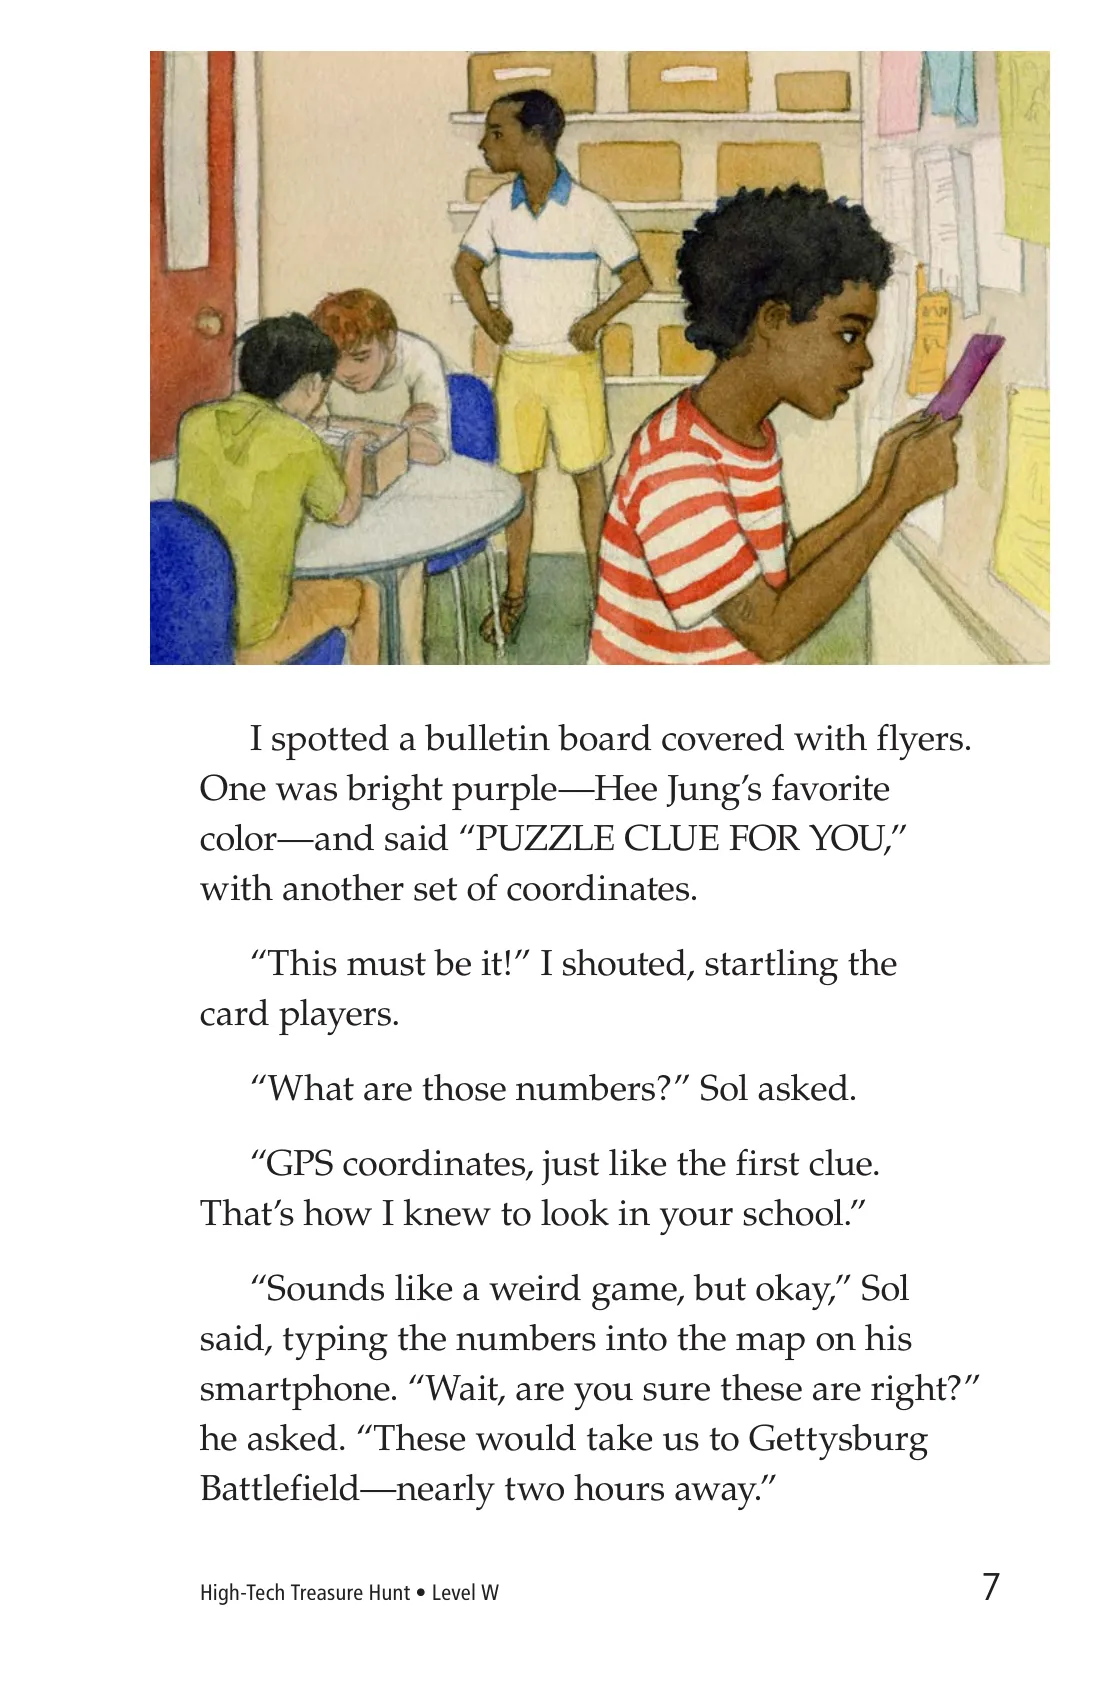 I spotted a bulletin board covered with flyers.
One was bright purple—Hee Jung’s favorite
color—and said “PUZZLE CLUE FOR YOU,”
with another set of coordinates.
“This must be it!” I shouted, startling the
card players.
“What are those numbers?” Sol asked.
“GPS coordinates, just like the first clue.
That’s how I knew to look in your school.”
“Sounds like a weird game, but okay,” Sol
said, typing the numbers into the map on his
smartphone. “Wait, are you sure these are right?”
he asked. “These would take us to Gettysburg
Battlefield—nearly two hours away.”
High-Tech Treasure Hunt • Level W
7